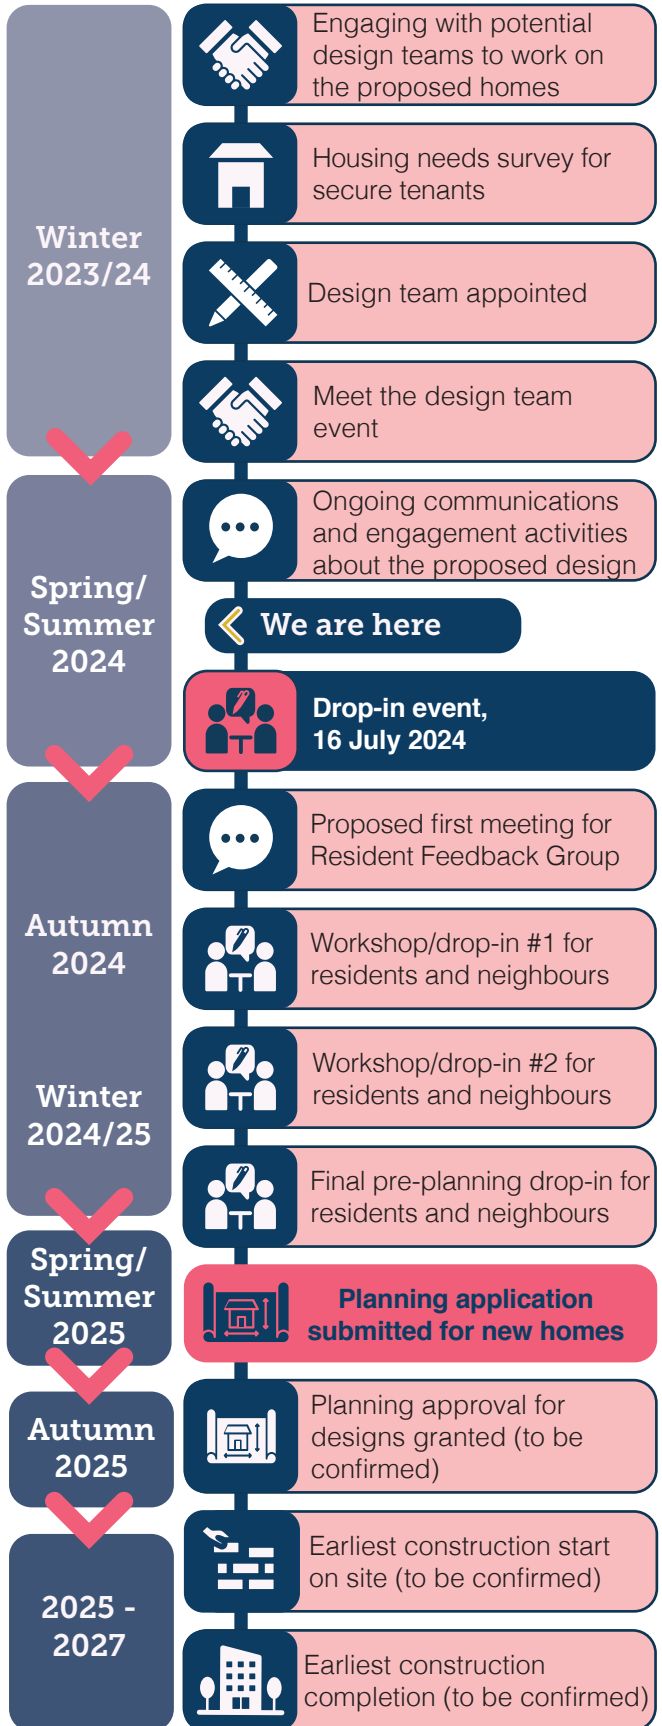 Winter
2023/24
Engaging with potential
design teams to work on
the proposed homes
Housing needs survey for
secure tenants
Design team appointed
Meet the design team
event
Spring/
Summer
2024
Ongoing communications
and engagement activities
about the proposed design
We are here
Drop-in event,
16 July 2024
Autumn
2024
Winter
2024/25
Proposed first meeting for
Resident Feedback Group
Workshop/drop-in #1 for
residents and neighbours
Workshop/drop-in #2 for
residents and neighbours
Final pre-planning drop-in for
residents and neighbours
Spring/
Summer
2025
Planning application
submitted for new homes
Autumn
2025
Planning approval for
designs granted (to be
confirmed)
2025 -
2027
Earliest construction start
on site (to be confirmed)
Earliest construction
completion (to be confirmed)